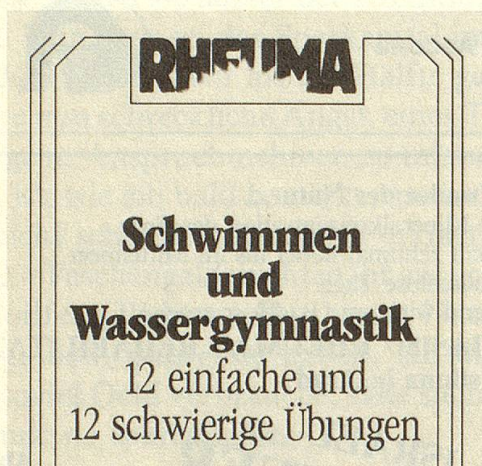 RHEUMA
Schwimmen
und
Wassergymnastik
12 einfache und
12 schwierige Übungen